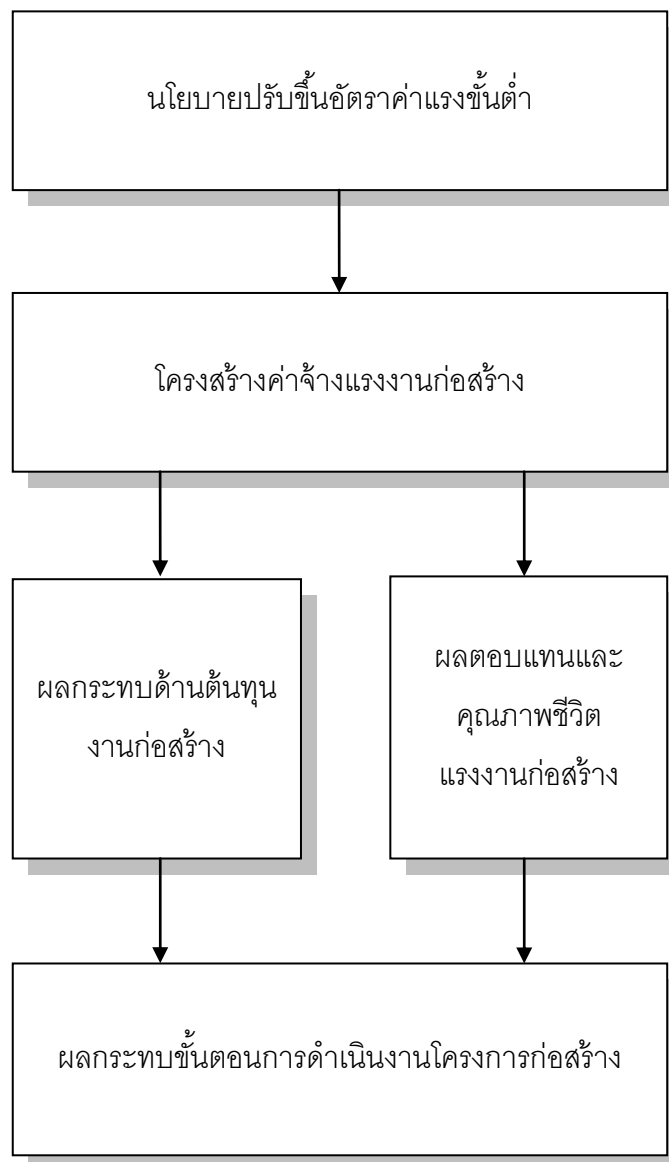 นโยบายปรับขึ้นอัตราค่าแรงขั้นต่ำ
โครงสร้างค่าจ้างแรงงานก่อสร้าง
ผลกระทบด้านต้นทุน
งานก่อสร้าง
ผลตอบแทนและ
คุณภาพชีวิต
แรงงานก่อสร้าง
ผลกระทบขั้นตอนการดำเนินงานโครงการก่อสร้าง